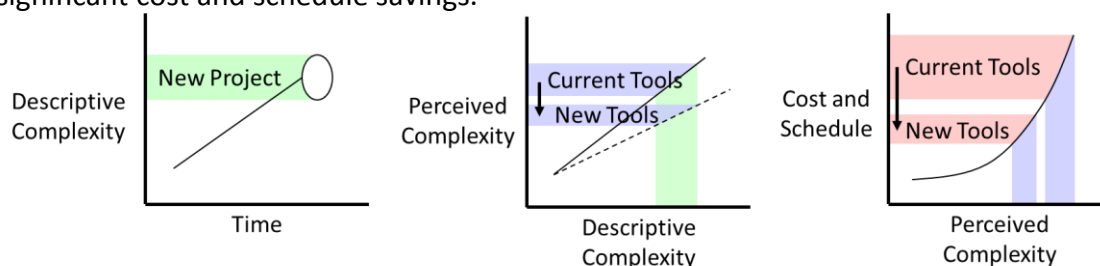 significant cost and schedule savings.
New Project
Descriptive
Complexity
Time
Current Tools
New Tools
Perceived
Complexity
Descriptive
Complexity
Current Tools
New Tools
Cost and
Schedule
Perceived
Complexity